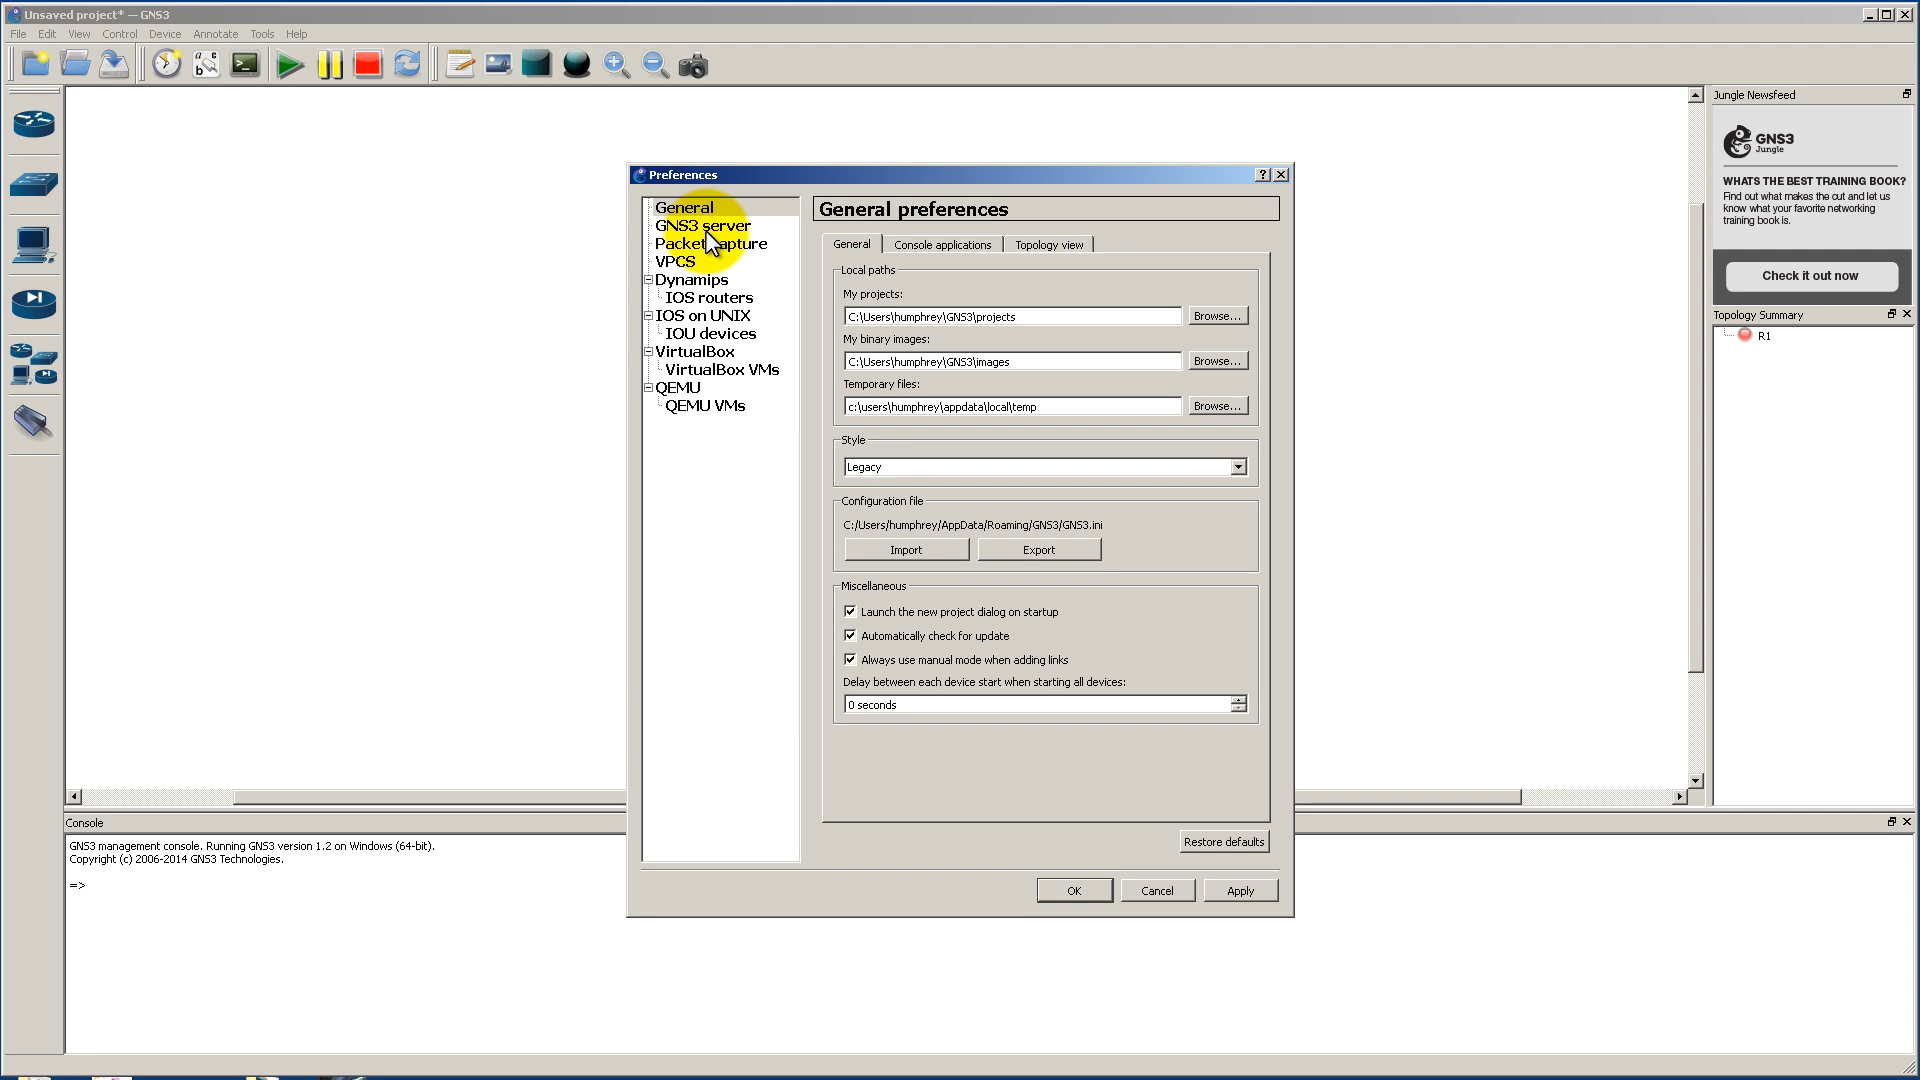 Unsaved project* — GNS3
File Edit View Control Device Annotate Tools Help
Jungle Newsfeed
GNS3
Jungle
WHATS THE BEST TRAINING BOOK?
Find out what makes the cut and let us
know what your favorite networking
training book is.
Check it out now
Topology Summary
R1
Preferences
General
GNS3 server
Packet capture
VPCS
Dynamips
IOS routers
IOS on UNIX
IOU devices
VirtualBox
VirtualBox VMs
QEMU
QEMU VMs
General preferences
General Console applications Topology view
Local paths
My projects:
C:\Users\humphrey\GNS3\projects Browse...
My binary images:
C:\Users\humphrey\GNS3\images Browse...
Temporary files:
c:\users\humphrey\appdata\local\temp Browse...
Style
Legacy
Configuration file
C:/Users/humphrey/AppData/Roaming/GNS3/GNS3.ini
Import Export
Miscellaneous
Launch the new project dialog on startup
Automatically check for update
Always use manual mode when adding links
Delay between each device start when starting all devices:
0 seconds
Restore defaults
OK Cancel Apply
Console
GNS3 management console. Running GNS3 version 1.2 on Windows (64-bit).
Copyright (c) 2006-2014 GNS3 Technologies.
=>